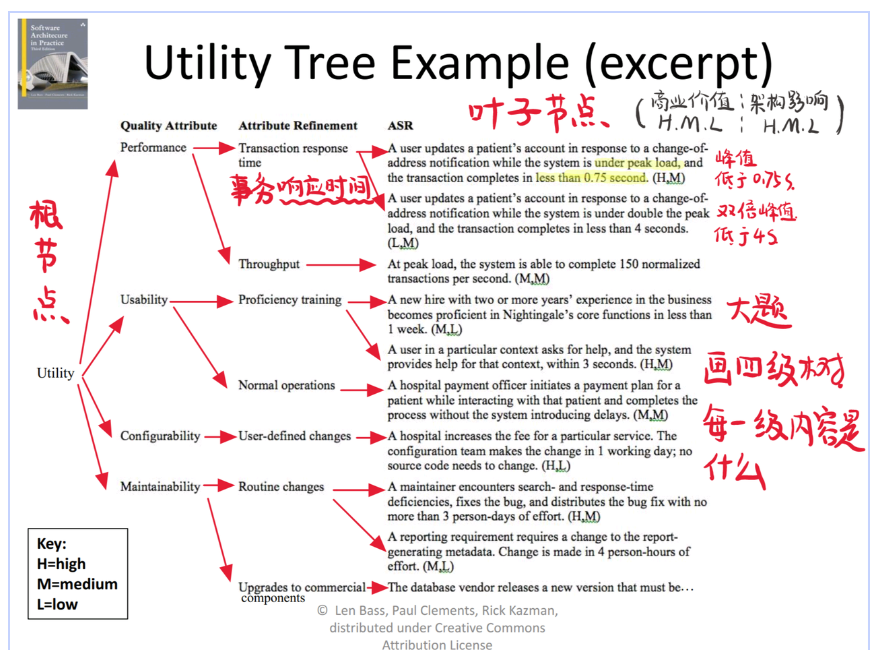 Software
Architecture
in Practice
Third Edition
Utility Tree Example (excerpt)
叶子节点
(商业价值:架构影响)
H.M.L : H.M.L
Quality Attribute
Attribute Refinement
ASR
Performance
Transaction response
time
事务响应时间
A user updates a patient's account in response to a change-of-
address notification while the system is under peak load, and
the transaction completes in less than 0.75 second. (H,M)
峰值
低于0.75s
A user updates a patient's account in response to a change-of-
address notification while the system is under double the peak
load, and the transaction completes in less than 4 seconds.
(L,M)
双倍峰值
低于4s
Throughput
At peak load, the system is able to complete 150 normalized
transactions per second. (M,M)
根节点
Usability
Proficiency training
A new hire with two or more years' experience in the business
becomes proficient in Nightingale's core functions in less than
1 week. (M,L)
大题
A user in a particular context asks for help, and the system
provides help for that context, within 3 seconds. (H,M)
画四级树
Utility
Normal operations
A hospital payment officer initiates a payment plan for a
patient while interacting with that patient and completes the
process without the system introducing delays. (M,M)
每一级内容是
什么
Configurability
User-defined changes
A hospital increases the fee for a particular service. The
configuration team makes the change in 1 working day; no
source code needs to change. (H,L)
Maintainability
Routine changes
A maintainer encounters search- and response-time
deficiencies, fixes the bug, and distributes the bug fix with no
more than 3 person-days of effort. (H,M)
A reporting requirement requires a change to the report-
generating metadata. Change is made in 4 person-hours of
effort. (M,L)
Upgrades to commercial
components
The database vendor releases a new version that must be…
Key:
H=high
M=medium
L=low
© Len Bass, Paul Clements, Rick Kazman,
distributed under Creative Commons
Attribution License